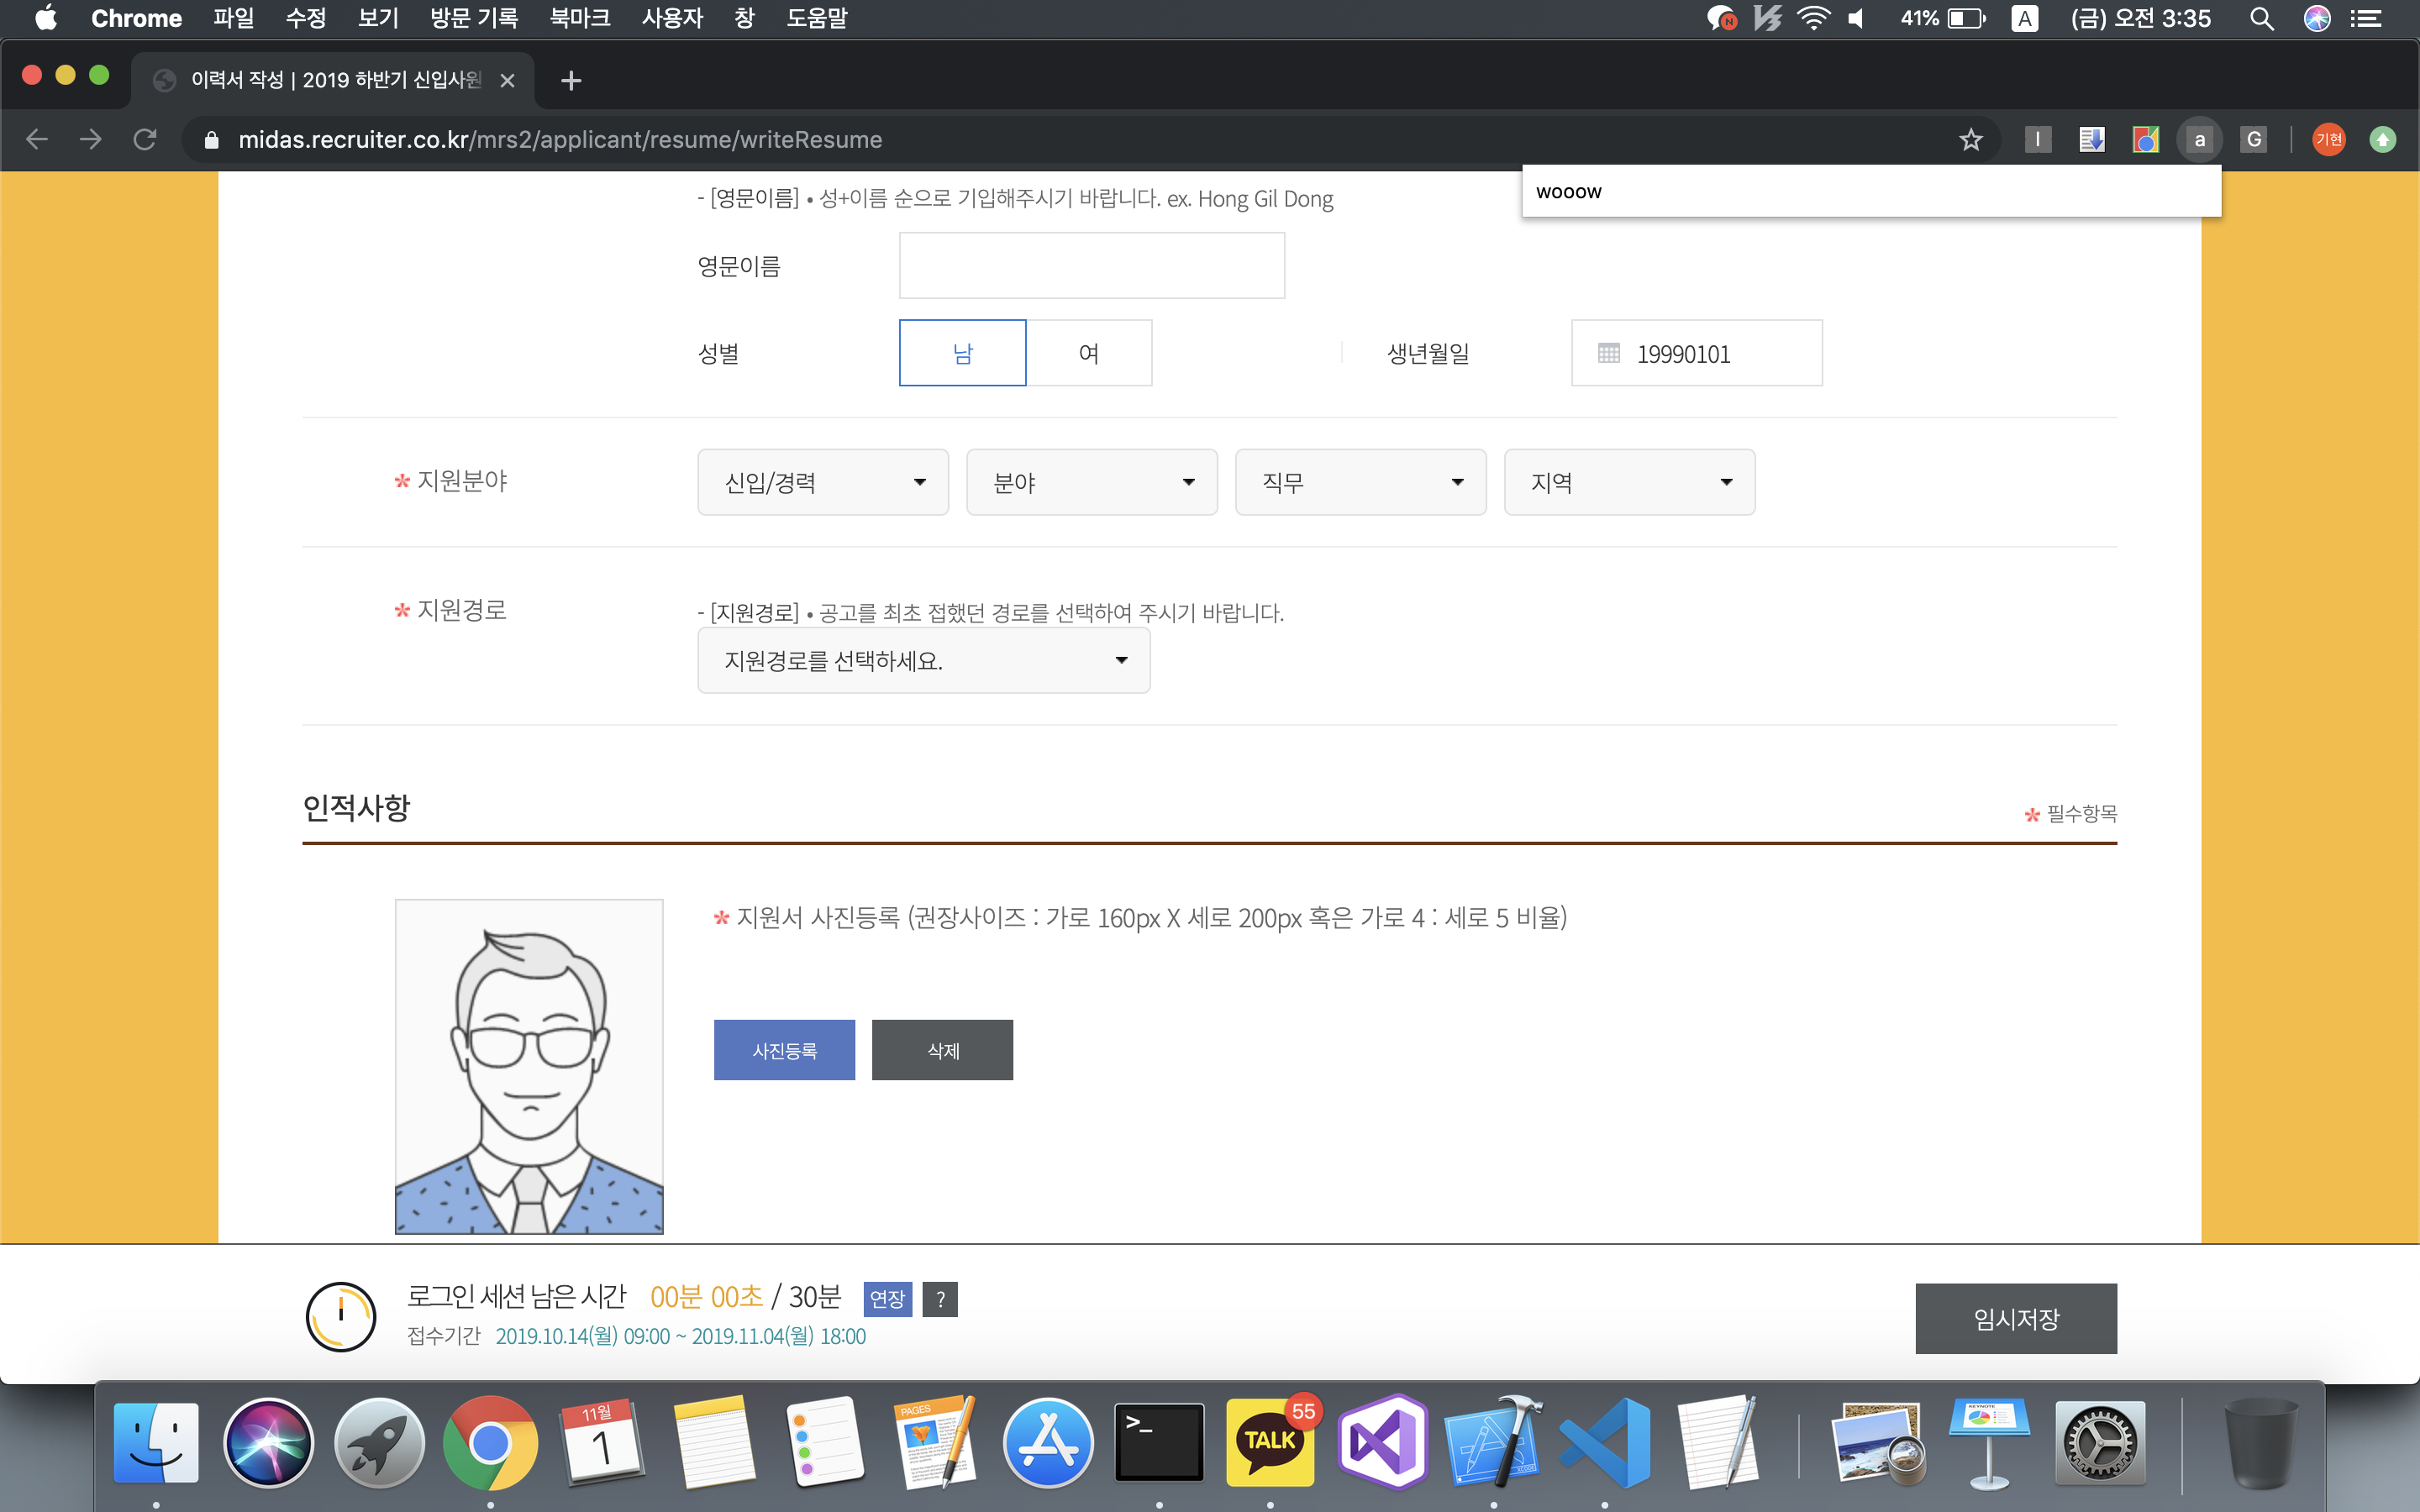 Chrome 파일 수정 보기 방문 기록 북마크 사용자 창 도움말 41% A (금) 오전 3:35
이력서 작성 | 2019 하반기 신입사원
midas.recruiter.co.kr/mrs2/applicant/resume/writeResume I a G 기현
wooow
- [영문이름] • 성+이름 순으로 기입해주시기 바랍니다. ex. Hong Gil Dong
영문이름
성별 남 여 생년월일 19990101
* 지원분야 신입/경력 분야 직무 지역
* 지원경로 - [지원경로] • 공고를 최초 접했던 경로를 선택하여 주시기 바랍니다.
지원경로를 선택하세요.
인적사항
* 필수항목
* 지원서 사진등록 (권장사이즈 : 가로 160px X 세로 200px 혹은 가로 4 : 세로 5 비율)
사진등록 삭제
로그인 세션 남은 시간 00분 00초 / 30분 연장 ?
접수기간 2019.10.14(월) 09:00 ~ 2019.11.04(월) 18:00
임시저장
11월
1
PAGES
>_
TALK
55
KEYNOTE